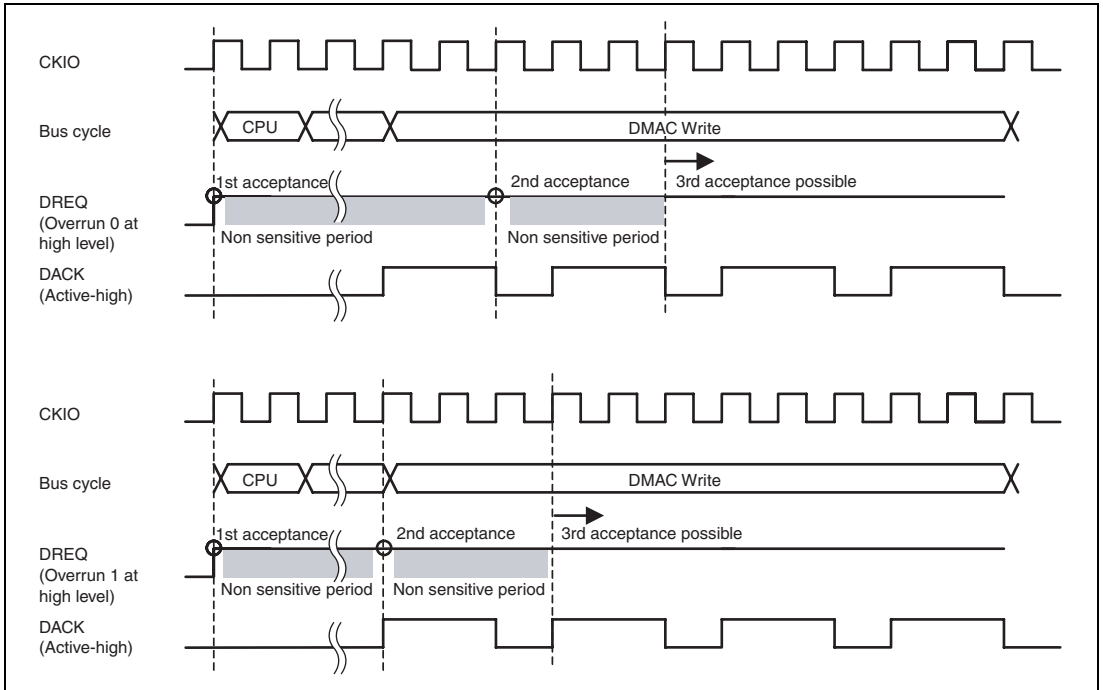 CKIO
Bus cycle
CPU
DMAC Write
1st acceptance
2nd acceptance
3rd acceptance possible
DREQ
(Overrun 0 at
high level)
Non sensitive period
Non sensitive period
DACK
(Active-high)
CKIO
Bus cycle
CPU
DMAC Write
1st acceptance
2nd acceptance
3rd acceptance possible
DREQ
(Overrun 1 at
high level)
Non sensitive period
Non sensitive period
DACK
(Active-high)